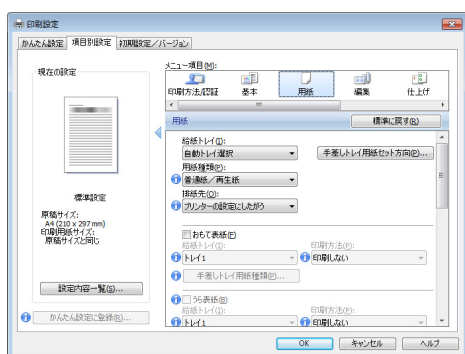 印刷設定
かんたん設定 項目別設定 初期設定／バージョン
現在の設定
メニュー項目(M):
印刷方法/認証 基本 用紙 編集 仕上げ
用紙
標準に戻す(R)
給紙トレイ(I):
自動トレイ選択
手差しトレイ用紙セット方向(P)...
用紙種類(P):
普通紙／再生紙
排紙先(O):
プリンターの設定にしたがう
標準設定
原稿サイズ:
A4 (210 x 297 mm)
印刷用紙サイズ:
原稿サイズと同じ
おもて表紙(F)
給紙トレイ(I): 印刷方法(P):
トレイ1 印刷しない
手差しトレイ用紙種類(P)...
設定内容一覧(S)...
うら表紙(B)
かんたん設定に登録(R)...
給紙トレイ(I): 印刷方法(P):
トレイ1 印刷しない
OK キャンセル ヘルプ